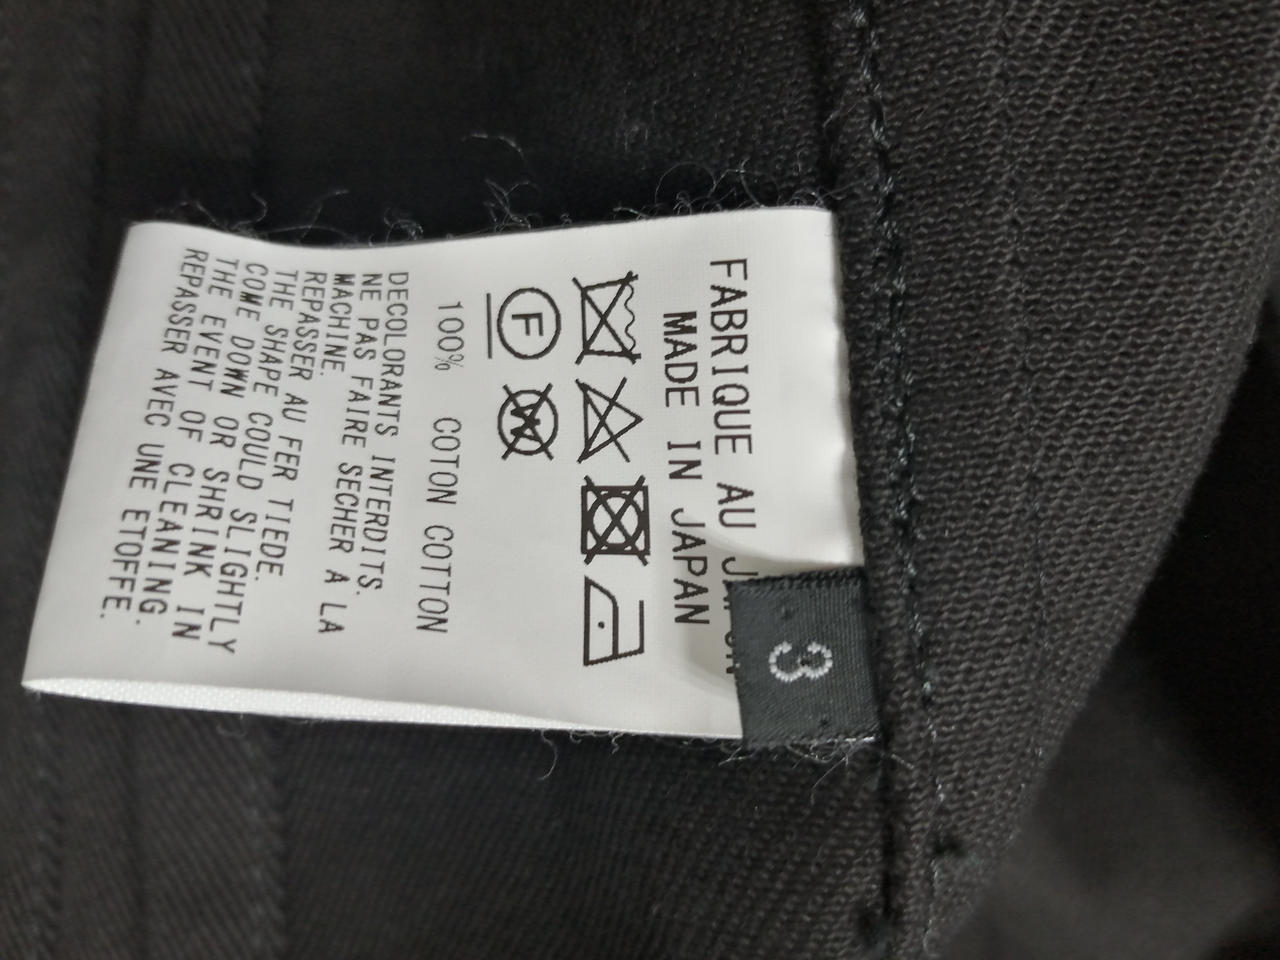 FABRIQUE AU JAPON
MADE IN JAPAN
3
F W
100% COTON COTTON
DECOLORANTS INTERDITS.
NE PAS FAIRE SECHER A LA
MACHINE.
REPASSER AU FER TIEDE.
THE SHAPE COULD SLIGHTLY
COME DOWN OR SHRINK IN
THE EVENT OF CLEANING.
REPASSER AVEC UNE ETOFFE.